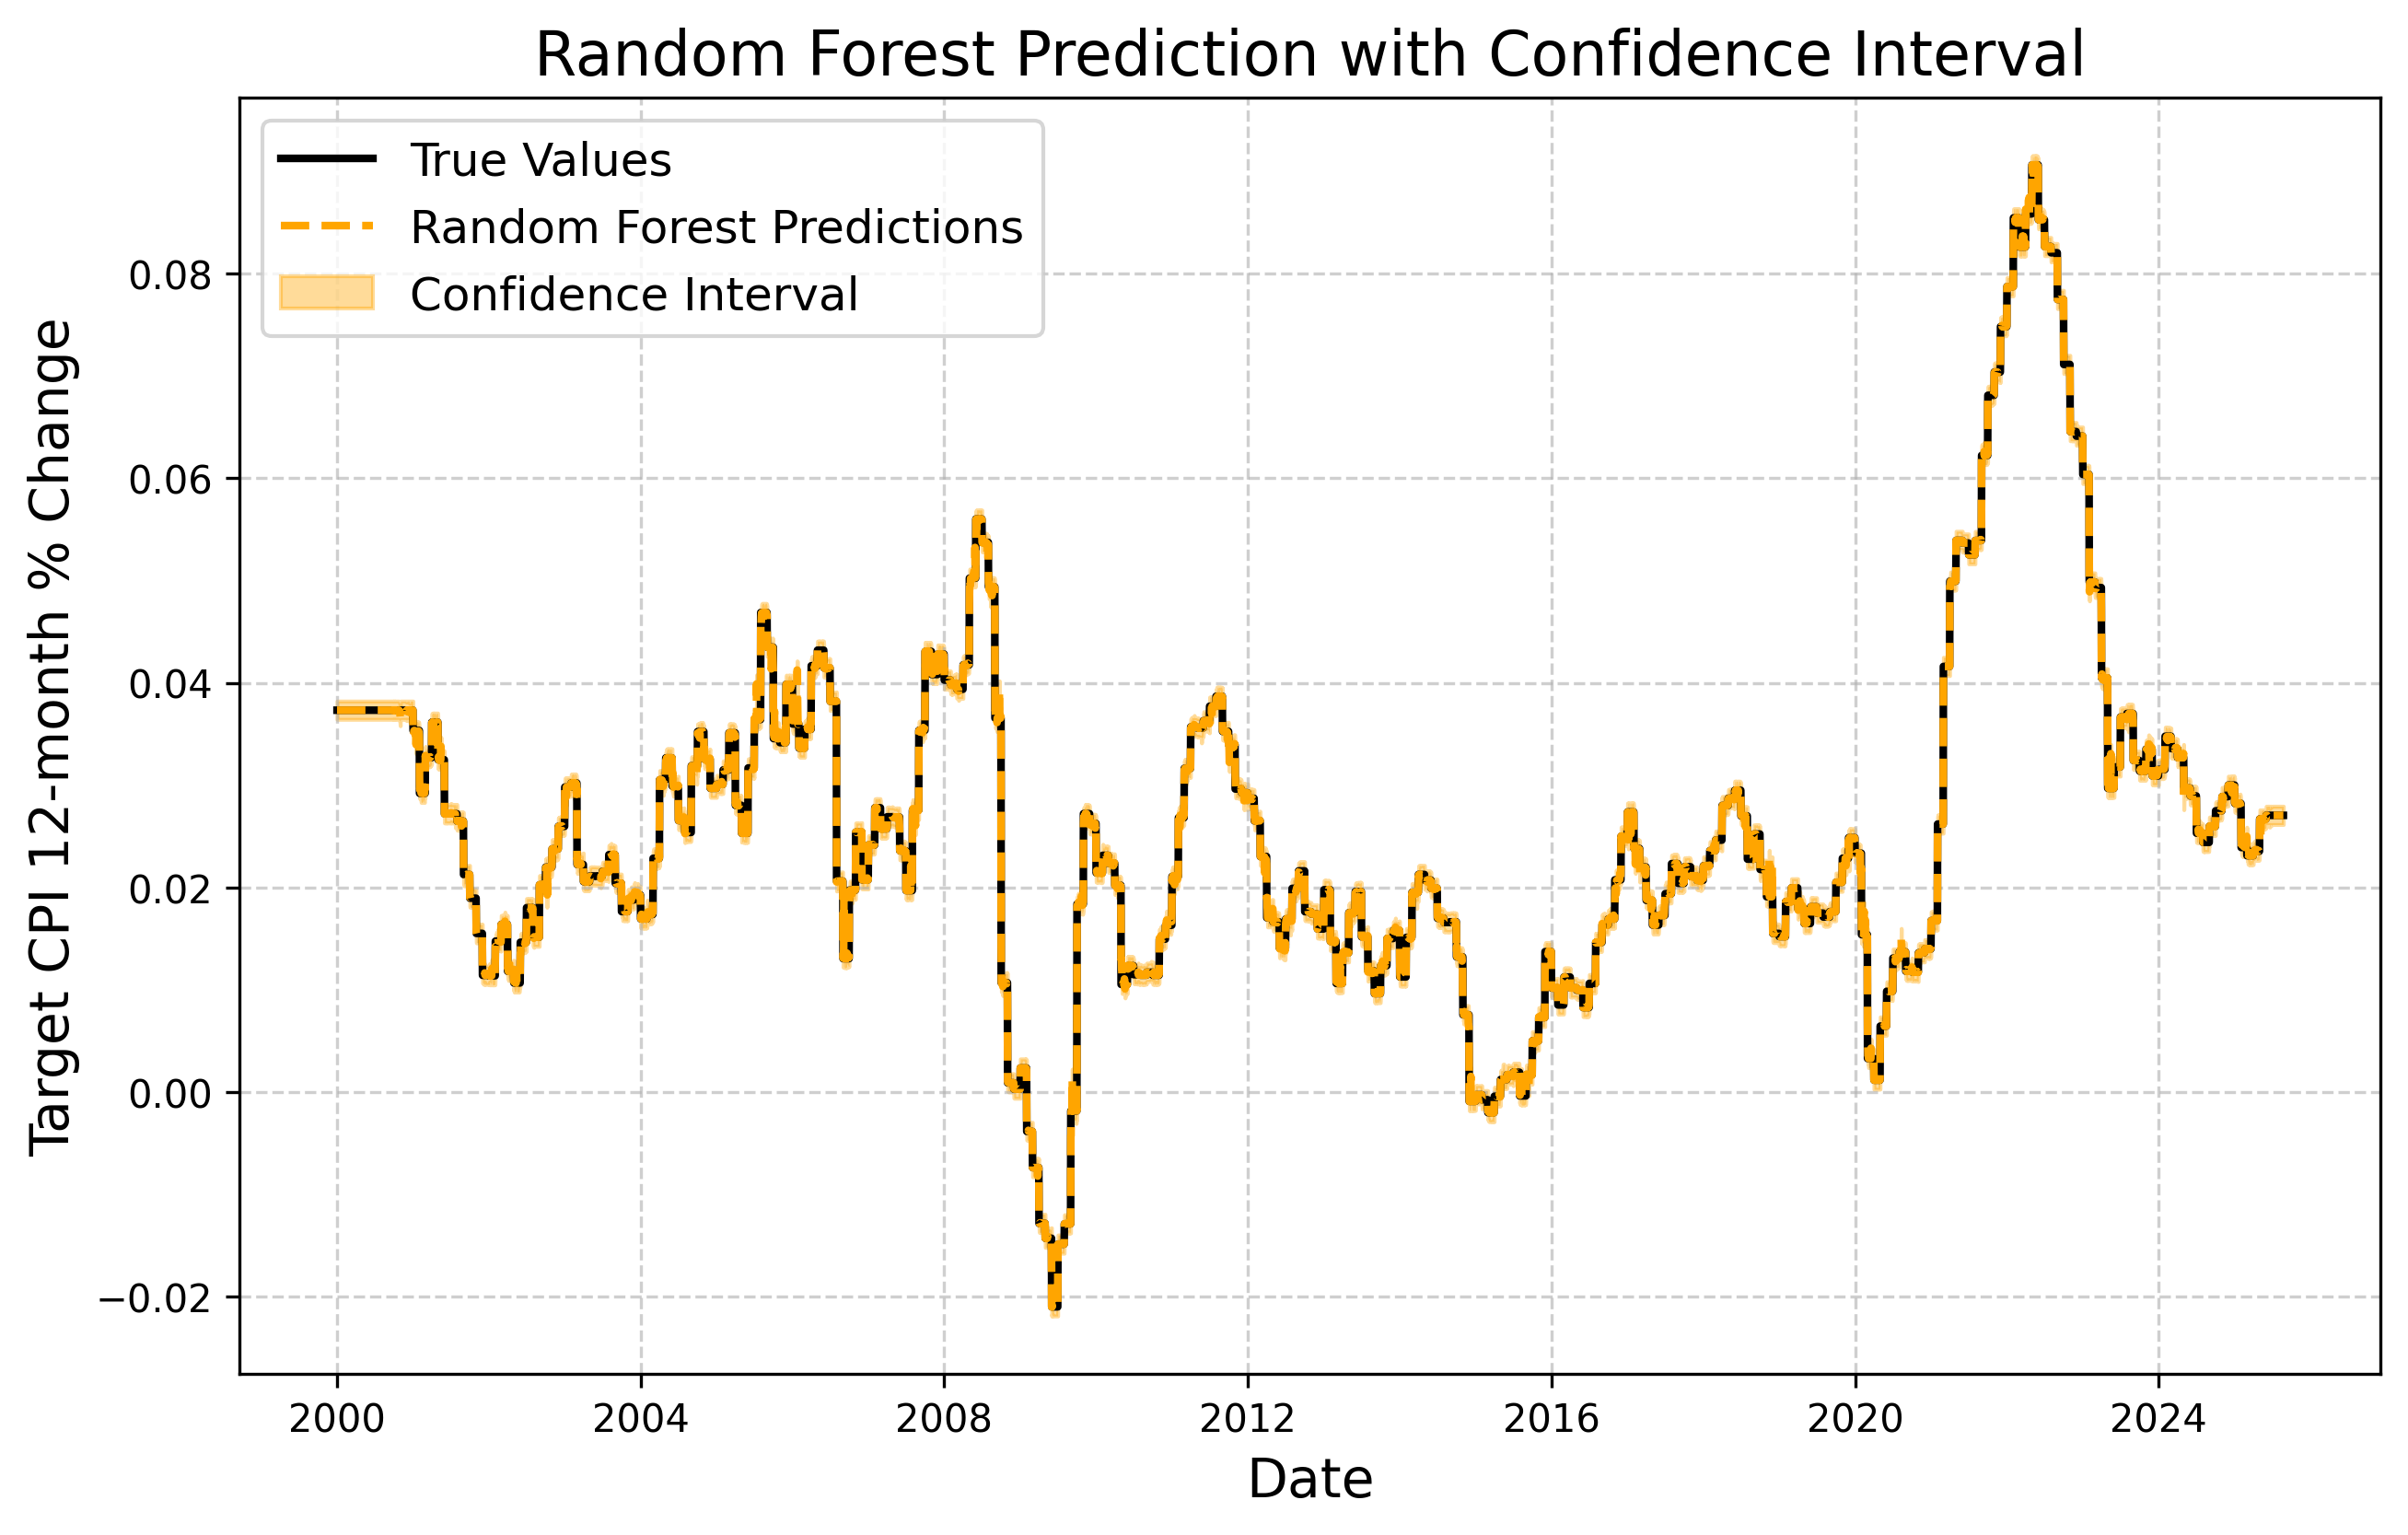 Random Forest Prediction with Confidence Interval
True Values
Random Forest Predictions
Confidence Interval
Target CPI 12-month % Change
0.08
0.06
0.04
0.02
0.00
−0.02
2000 2004 2008 2012 2016 2020 2024
Date